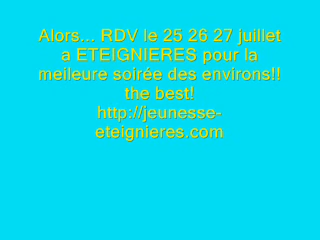 Alors... RDV le 25 26 27 juillet
a ETEIGNIERES pour la
meileure soirée des environs!!
the best!
http://jeunesse-
eteignieres.com